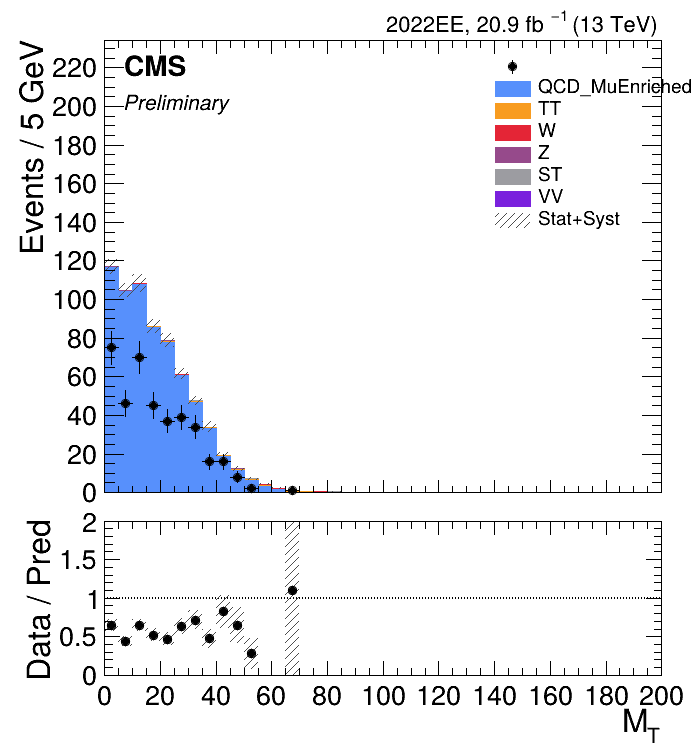 2022EE, 20.9 fb⁻¹ (13 TeV)
Events / 5 GeV
CMS
Preliminary
QCD_MuEnriched
TT
W
Z
ST
VV
Stat+Syst
220
200
180
160
140
120
100
80
60
40
20
0
Data / Pred
2
1.5
1
0.5
0
0 20 40 60 80 100 120 140 160 180 200
M_T